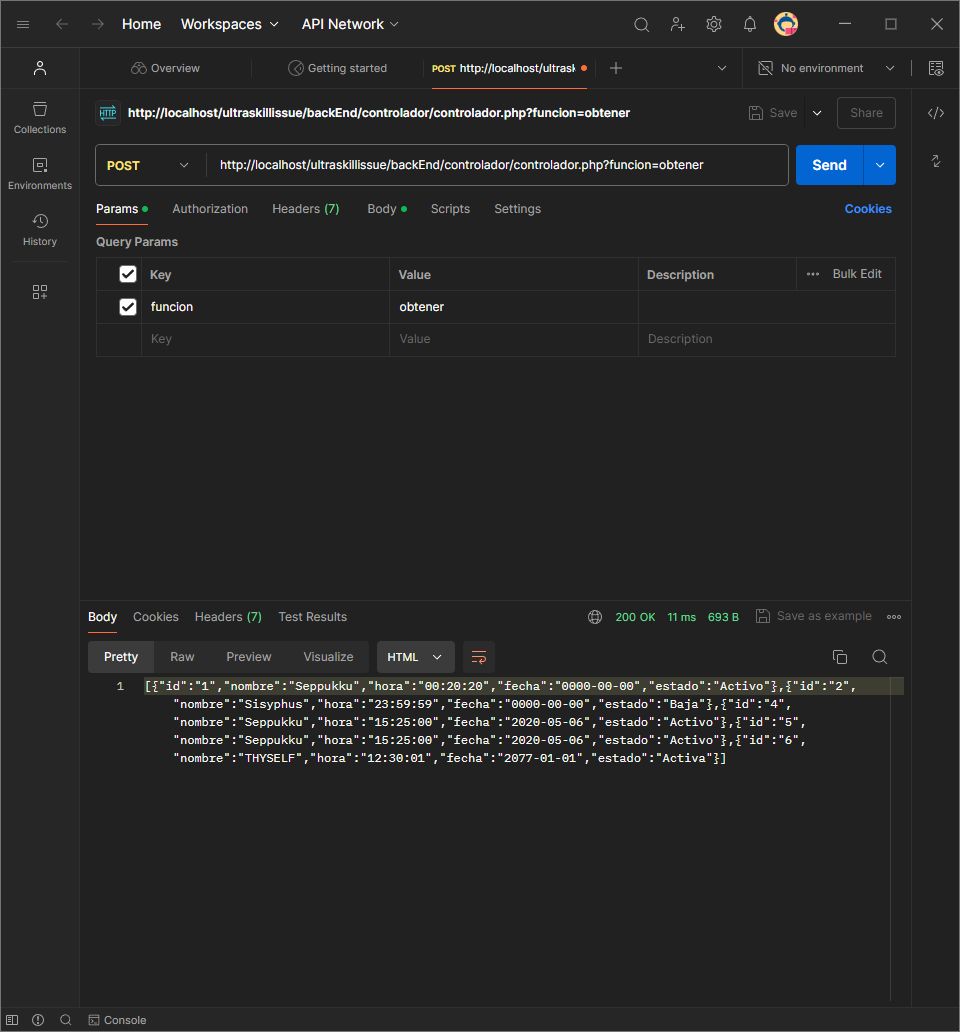 Home Workspaces API Network
Overview Getting started POST http://localhost/ultrask No environment
Collections
Environments
History
HTTP http://localhost/ultraskillissue/backEnd/controlador/controlador.php?funcion=obtener Save Share
POST http://localhost/ultraskillissue/backEnd/controlador/controlador.php?funcion=obtener Send
Params Authorization Headers (7) Body Scripts Settings Cookies
Query Params
Key Value Description Bulk Edit
funcion obtener
Key Value Description
Body Cookies Headers (7) Test Results 200 OK 11 ms 693 B Save as example
Pretty Raw Preview Visualize HTML
1 [{"id":"1","nombre":"Seppukku","hora":"00:20:20","fecha":"0000-00-00","estado":"Activo"},{"id":"2",
"nombre":"Sisyphus","hora":"23:59:59","fecha":"0000-00-00","estado":"Baja"},{"id":"4",
"nombre":"Seppukku","hora":"15:25:00","fecha":"2020-05-06","estado":"Activo"},{"id":"5",
"nombre":"Seppukku","hora":"15:25:00","fecha":"2020-05-06","estado":"Activo"},{"id":"6",
"nombre":"THYSELF","hora":"12:30:01","fecha":"2077-01-01","estado":"Activa"}]
Console